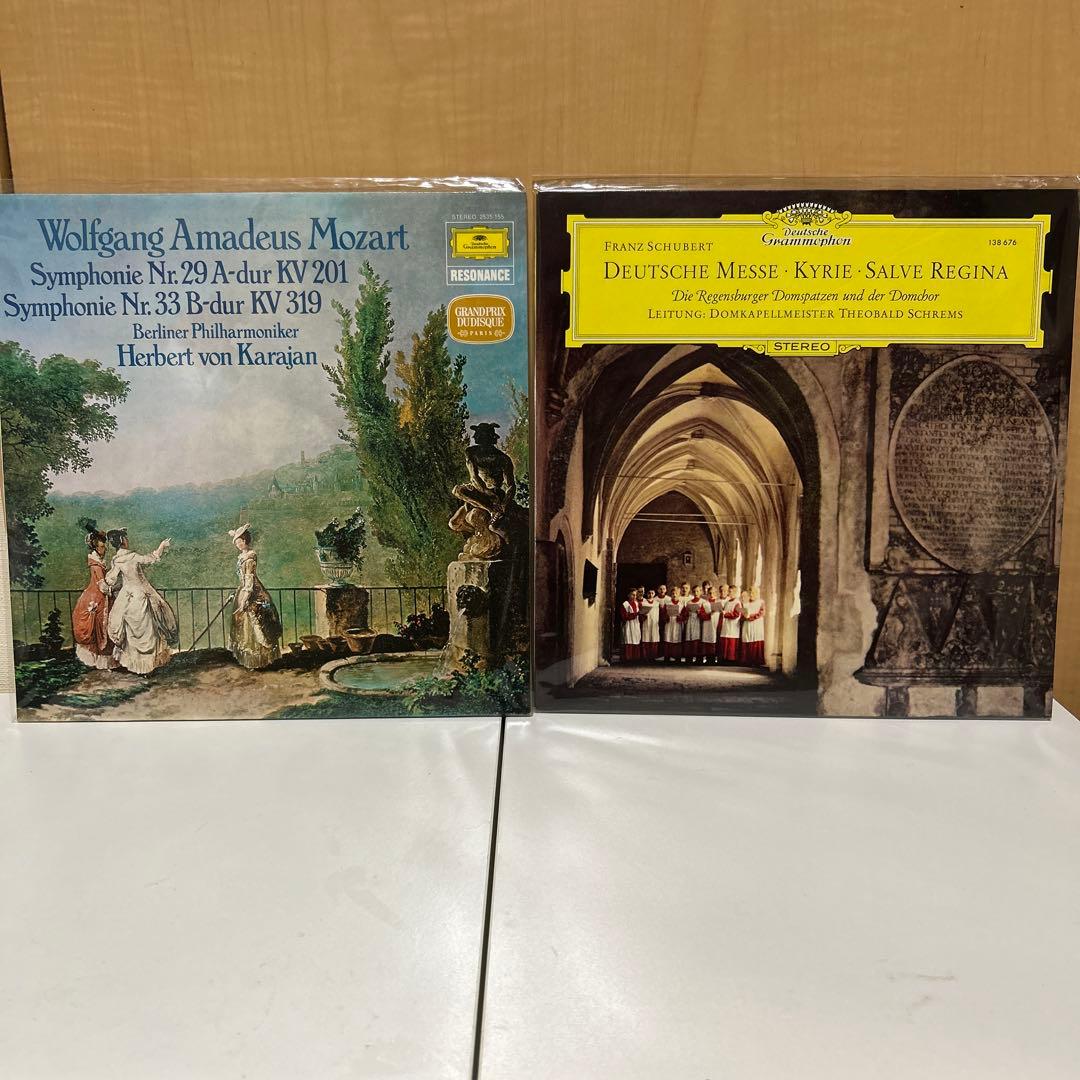 Wolfgang Amadeus Mozart
Symphonie Nr. 29 A-dur KV 201
Symphonie Nr. 33 B-dur KV 319
Berliner Philharmoniker
Herbert von Karajan
STEREO 2535 155
Deutsche
Grammophon
RESONANCE
GRAND PRIX
DU DISQUE
PARIS
Deutsche
Grammophon
FRANZ SCHUBERT
138 676
DEUTSCHE MESSE · KYRIE · SALVE REGINA
Die Regensburger Domspatzen und der Domchor
LEITUNG: DOMKAPELLMEISTER THEOBALD SCHREMS
STEREO